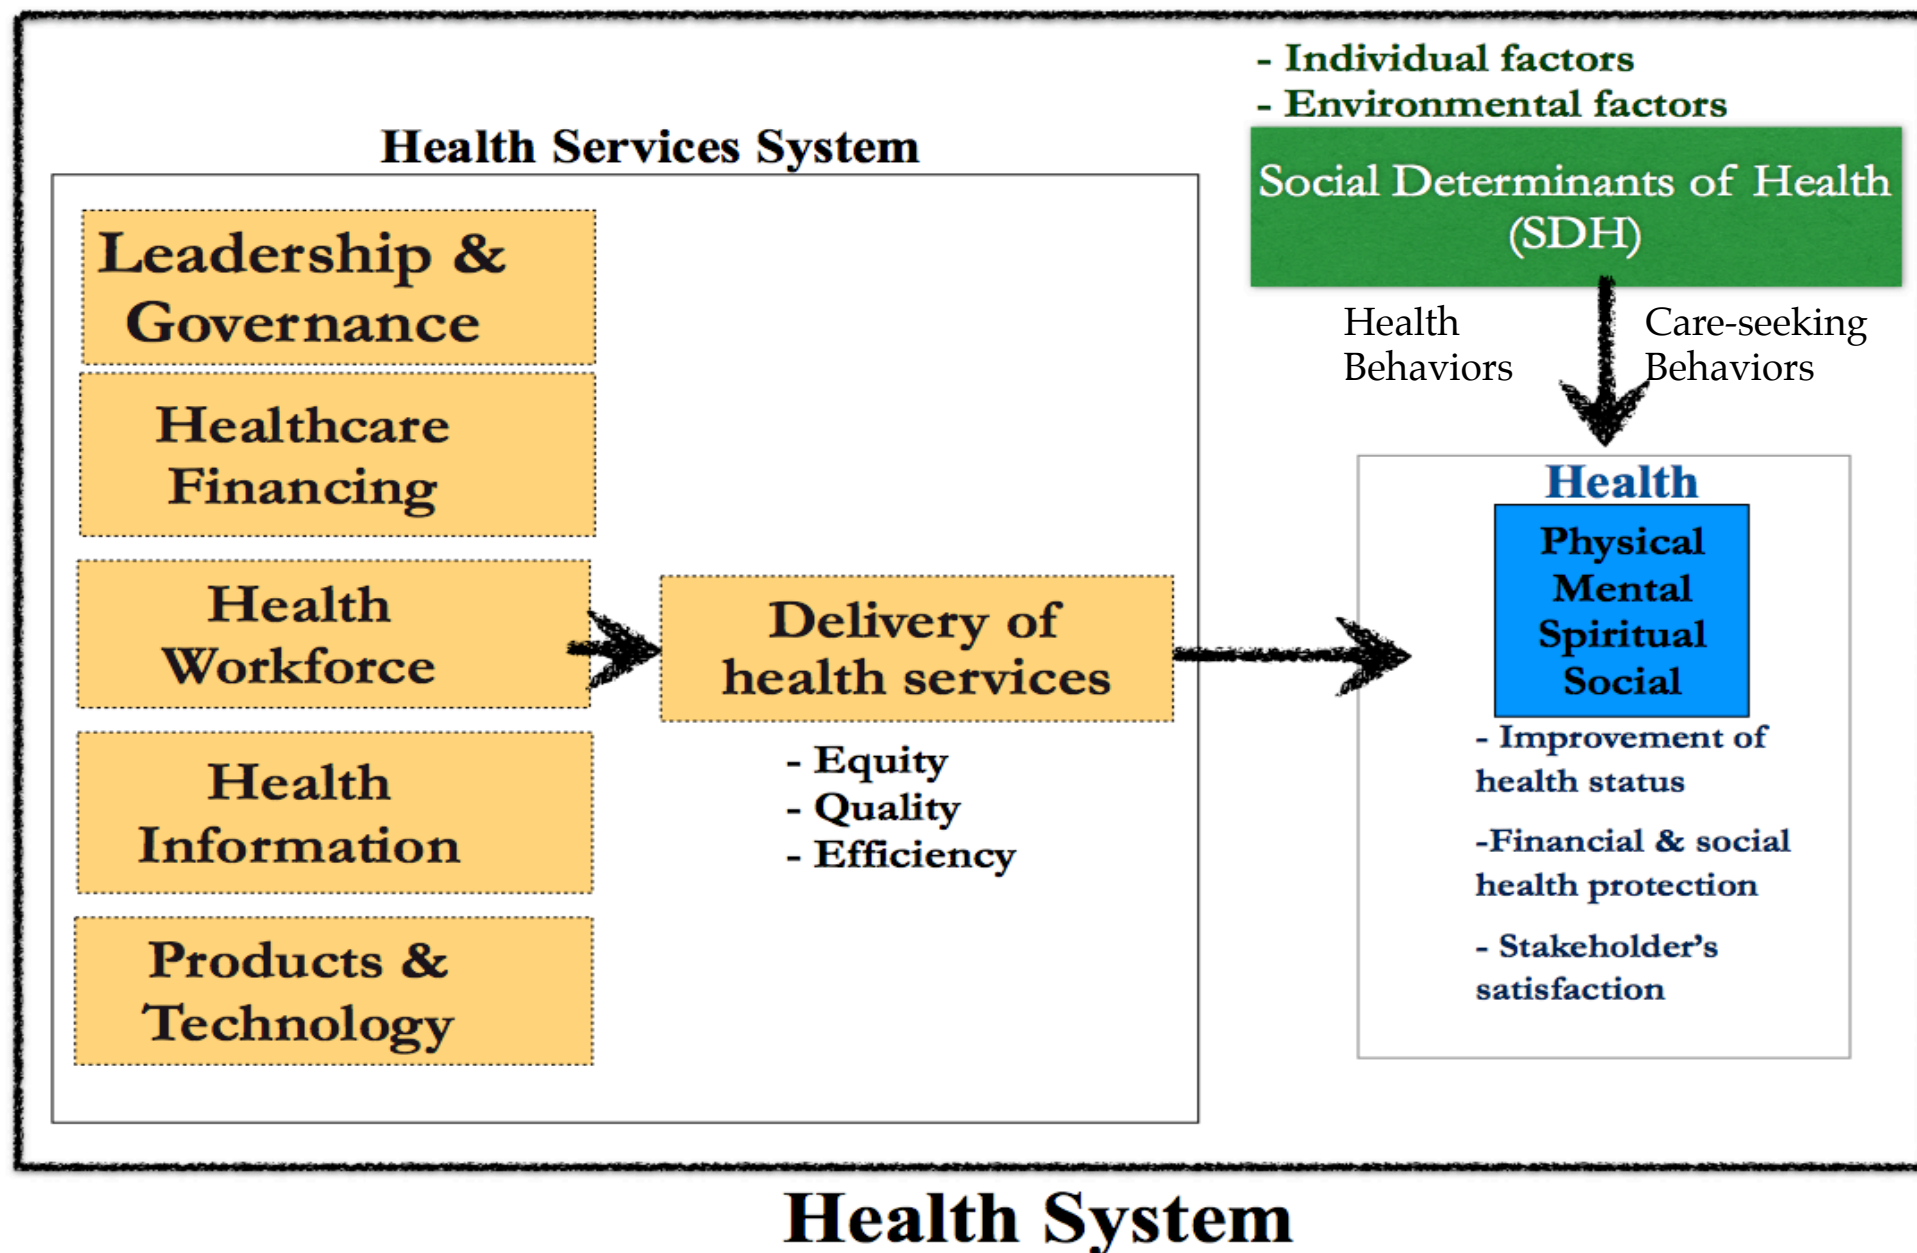 - Individual factors
- Environmental factors
Health Services System
Social Determinants of Health
(SDH)
Leadership &
Governance
Health
Behaviors
Care-seeking
Behaviors
Healthcare
Financing
Health
Workforce
Delivery of
health services
- Equity
- Quality
- Efficiency
Health
Information
Products &
Technology
Health
Physical
Mental
Spiritual
Social
- Improvement of
health status
-Financial & social
health protection
- Stakeholder’s
satisfaction
Health System